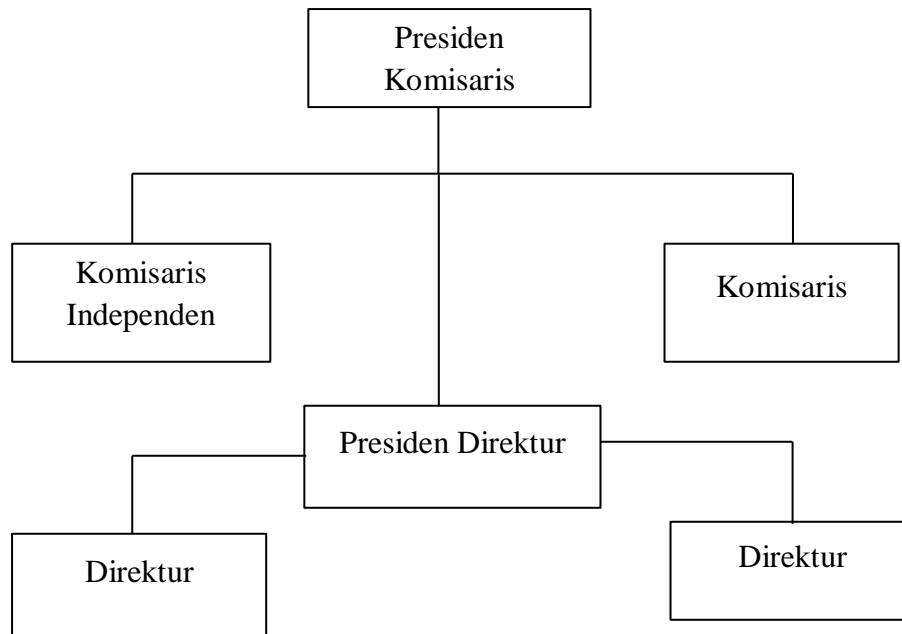 Presiden
Komisaris
Komisaris
Independen
Komisaris
Presiden Direktur
Direktur
Direktur